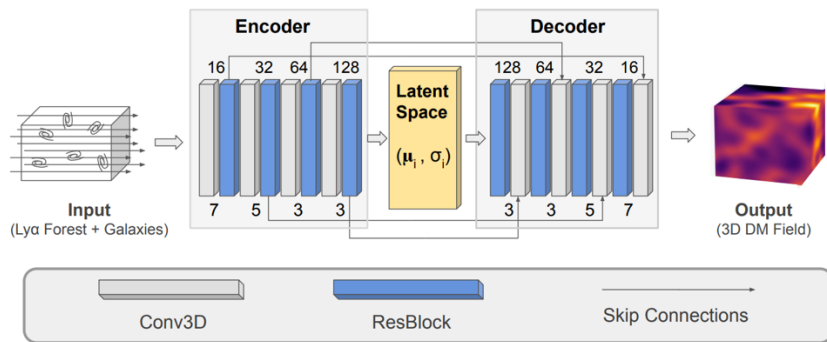 Encoder
Decoder
16 32 64 128
128 64 32 16
Latent
Space
(μi , σi)
7 5 3 3
3 3 5 7
Input
(Lyα Forest + Galaxies)
Output
(3D DM Field)
Conv3D
ResBlock
Skip Connections